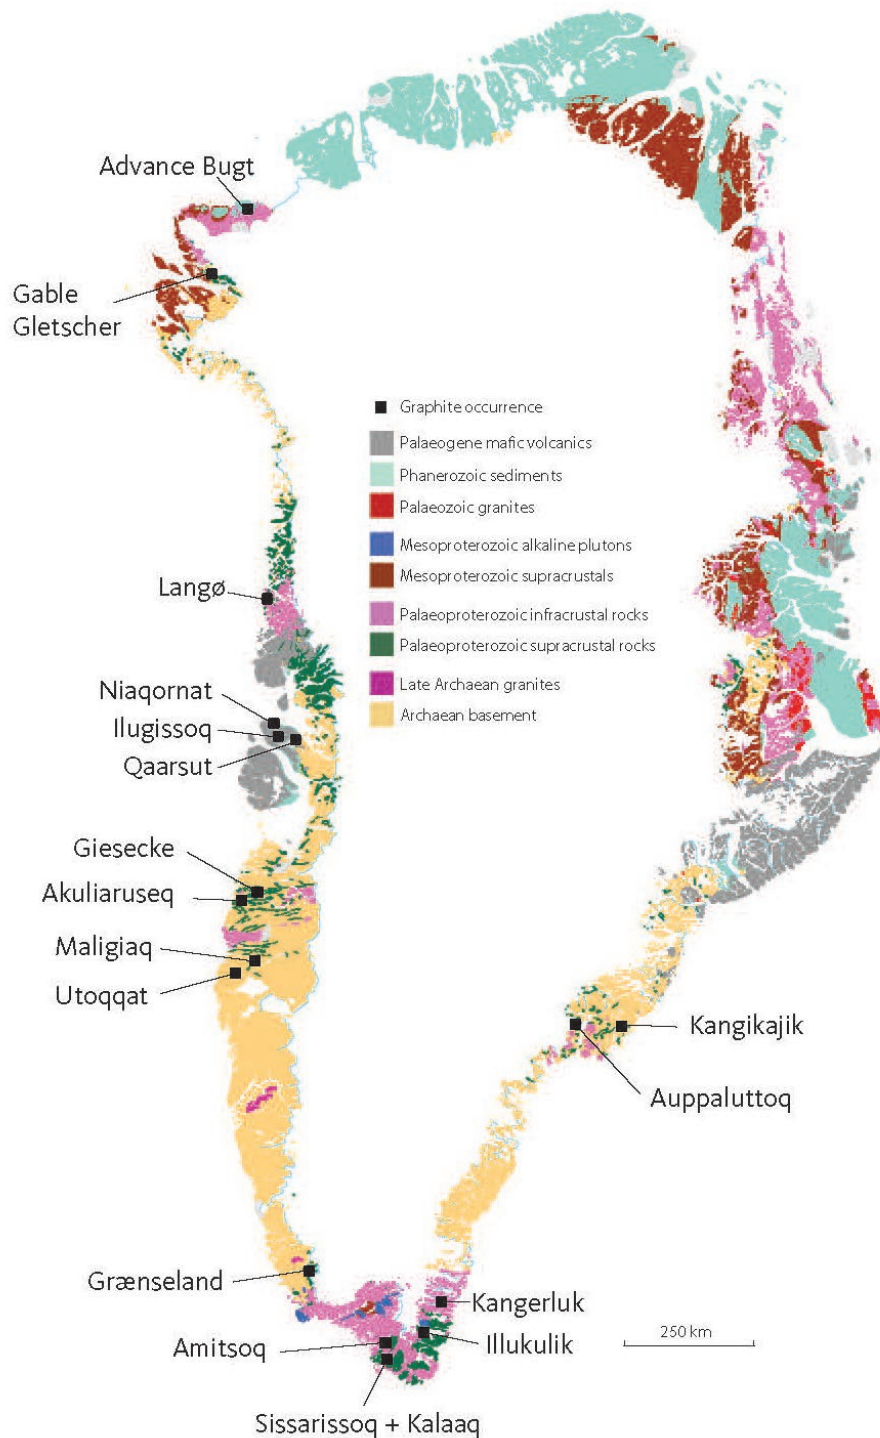 Advance Bugt
Gable
Gletscher
Graphite occurrence
Palaeogene mafic volcanics
Phanerozoic sediments
Palaeozoic granites
Mesoproterozoic alkaline plutons
Mesoproterozoic supracrustals
Palaeoproterozoic infracrustal rocks
Palaeoproterozoic supracrustal rocks
Late Archaean granites
Archaean basement
Langø
Niaqornat
Ilugissoq
Qaarsut
Giesecke
Akuliaruseq
Maligiaq
Utoqqat
Kangikajik
Auppaluttoq
Grænseland
Kangerluk
Illukulik
Amitsoq
Sissarissoq + Kalaaq
250 km